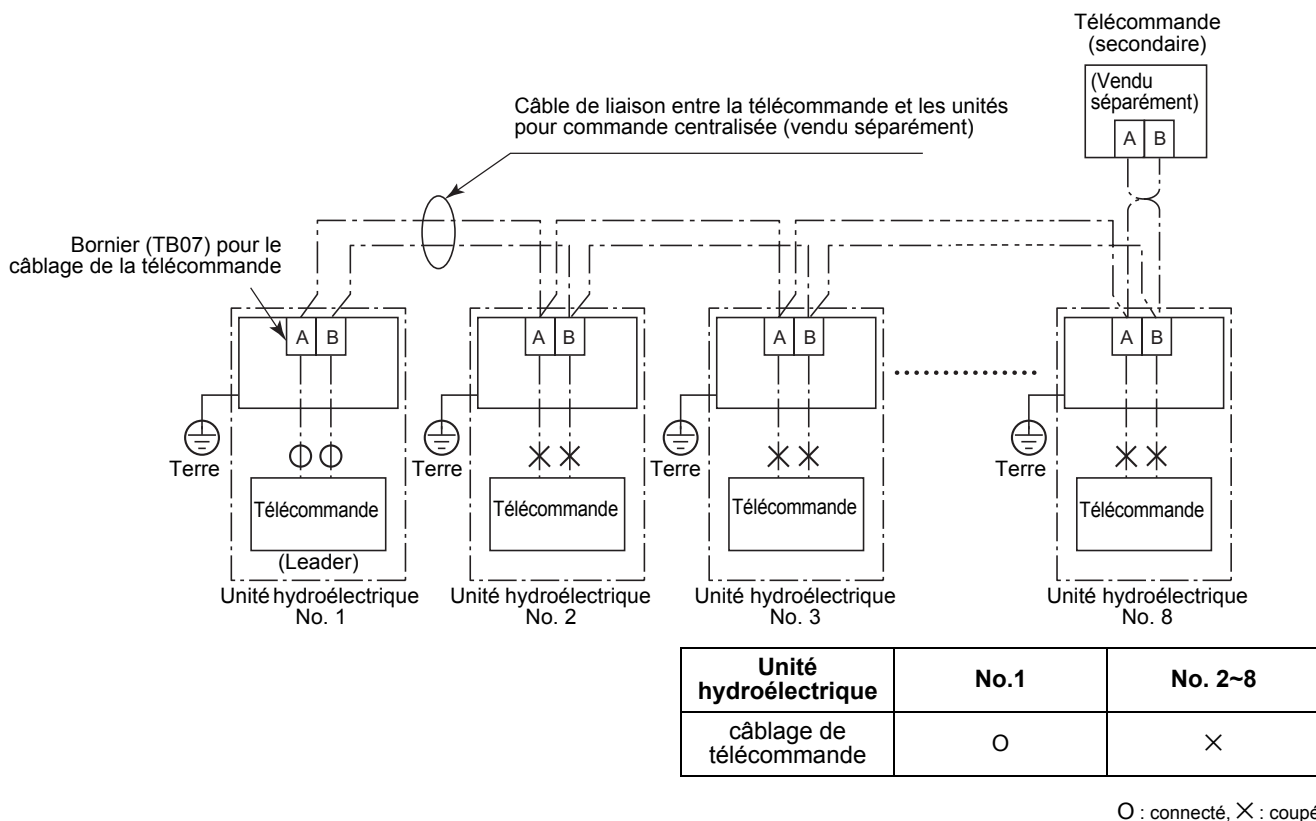 Télécommande
(secondaire)
(Vendu
séparément)
A B
Câble de liaison entre la télécommande et les unités
pour commande centralisée (vendu séparément)
Bornier (TB07) pour le
câblage de la télécommande
A B
A B
A B
A B
Terre
Terre
Terre
Terre
Télécommande
Télécommande
Télécommande
Télécommande
(Leader)
Unité hydroélectrique
No. 1
Unité hydroélectrique
No. 2
Unité hydroélectrique
No. 3
Unité hydroélectrique
No. 8
Unité
hydroélectrique
No.1
No. 2~8
câblage de
télécommande
O
×
O : connecté, × : coupé